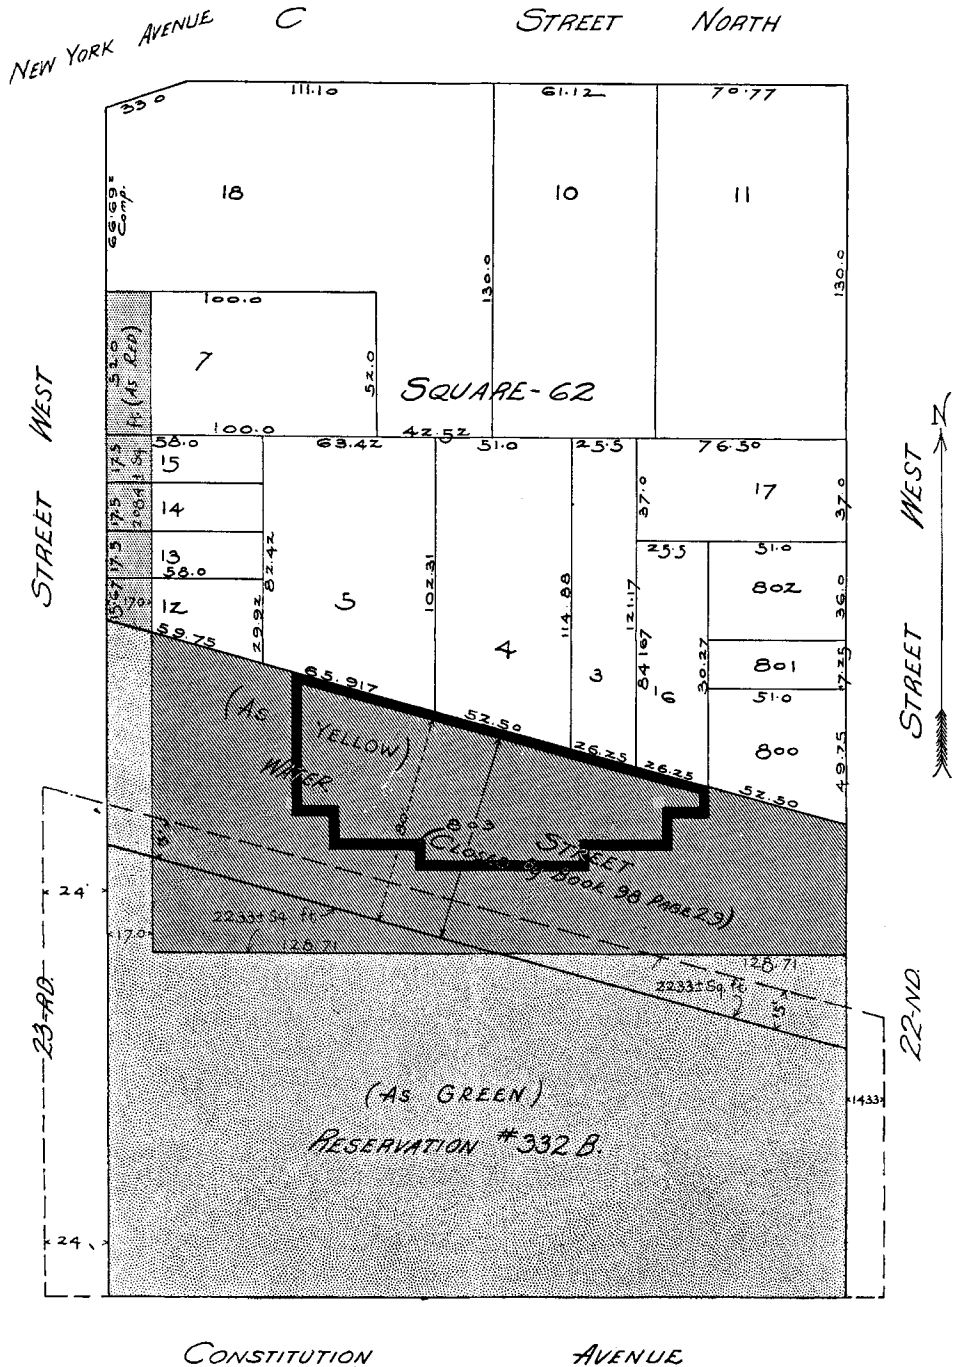 NEW YORK AVENUE C STREET NORTH
33.0 111.10 61.12 70.77
66.69=
Comp.
18 10 11
130.0 130.0
100.0
52.0
(As RED)
7
52.0
SQUARE-62
STREET WEST
N
STREET WEST
100.0 42.52
58.0 63.42 51.0 25.5 76.50
17.5 15
17.5 14
17.5 13
58.0
15.67 12
2084± Sq. ft.
82.42
29.92
5
102.31
4
114.88
3
121.17
84.167
37.0
17
37.0
25.5 51.0
802
36.0
30.27
801
17.25
51.0
16
800
49.75
59.75 65.917 52.50 26.25 26.25 52.50
(AS YELLOW)
WATER STREET
80
803
(CLOSED By BOOK 98 PAGE 29)
24'
17.0
2233± Sq. ft.
128.71
128.71
2233± Sq. ft.
15'
23-RD.
22-ND.
(AS GREEN)
1433
RESERVATION #332 B.
24
CONSTITUTION AVENUE